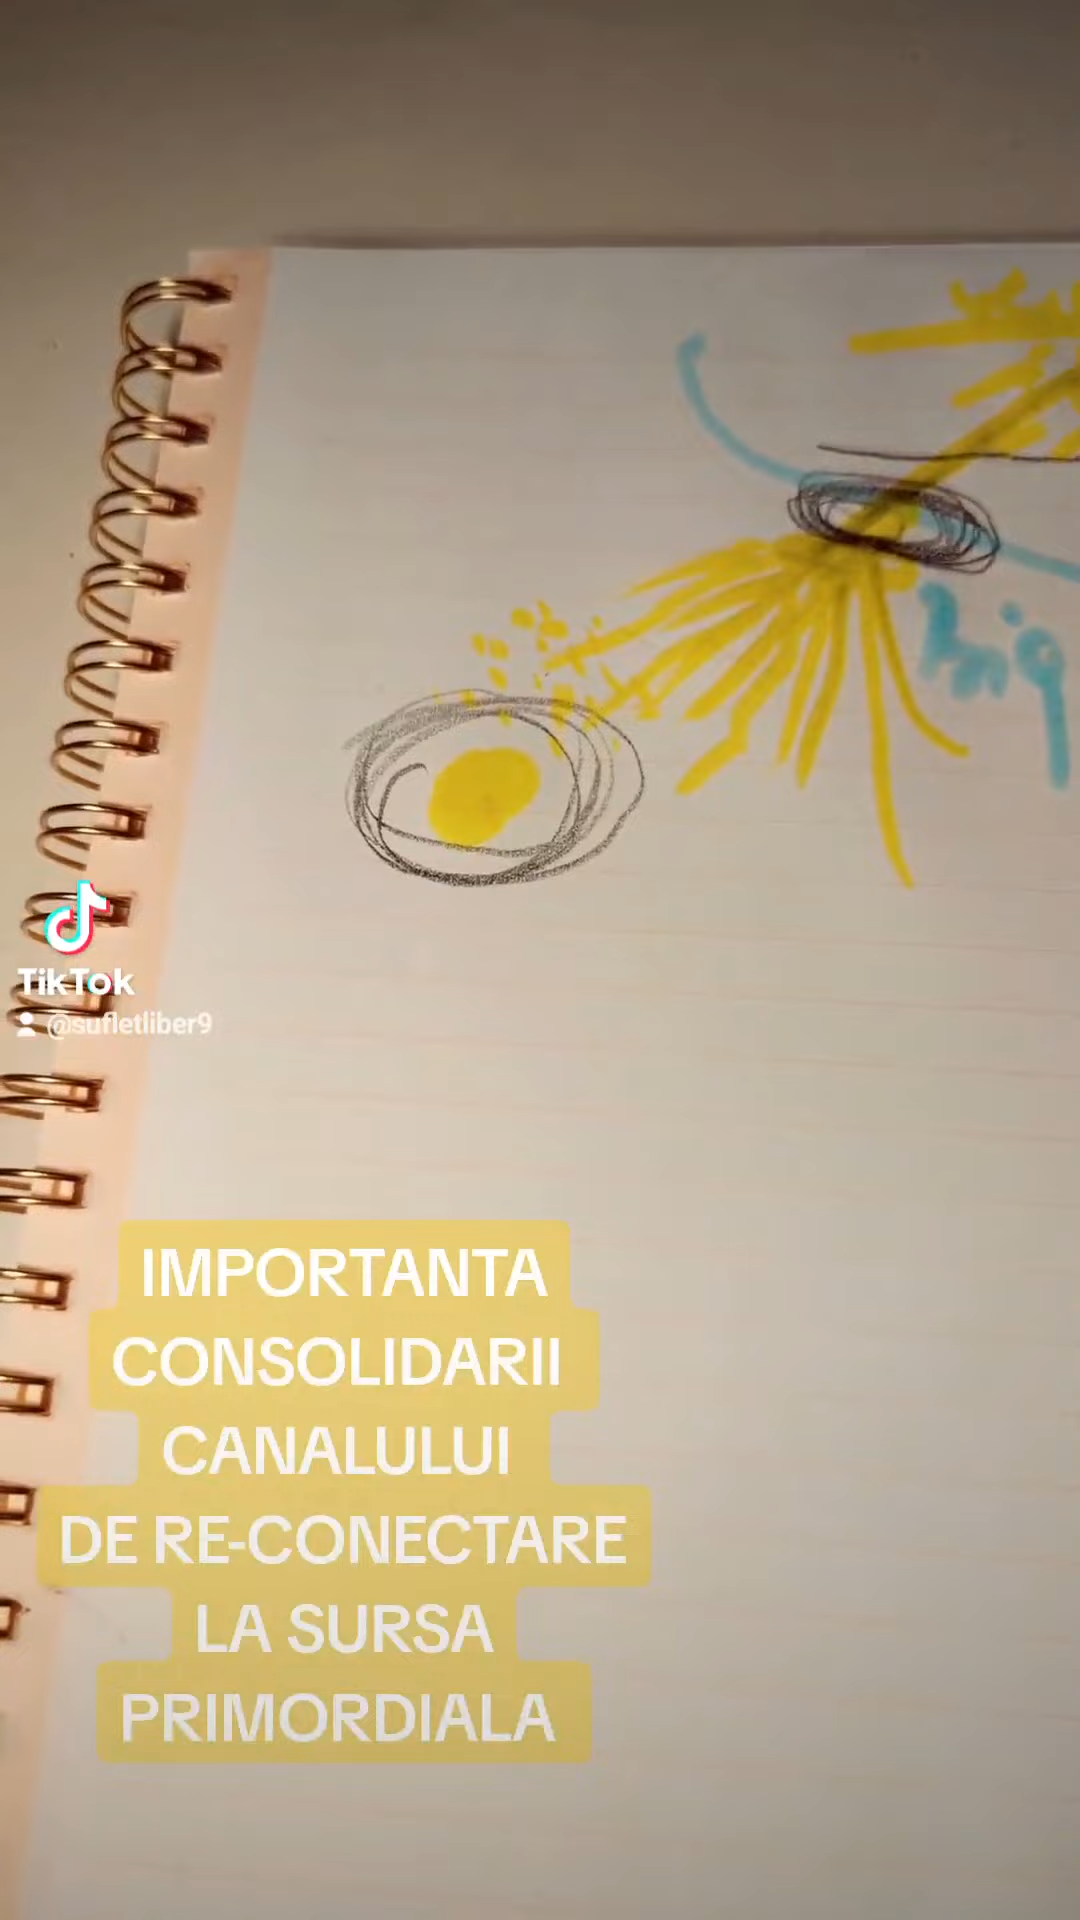 TikTok
@sufletliber9
IMPORTANTA
CONSOLIDARII
CANALULUI
DE RE-CONECTARE
LA SURSA
PRIMORDIALA